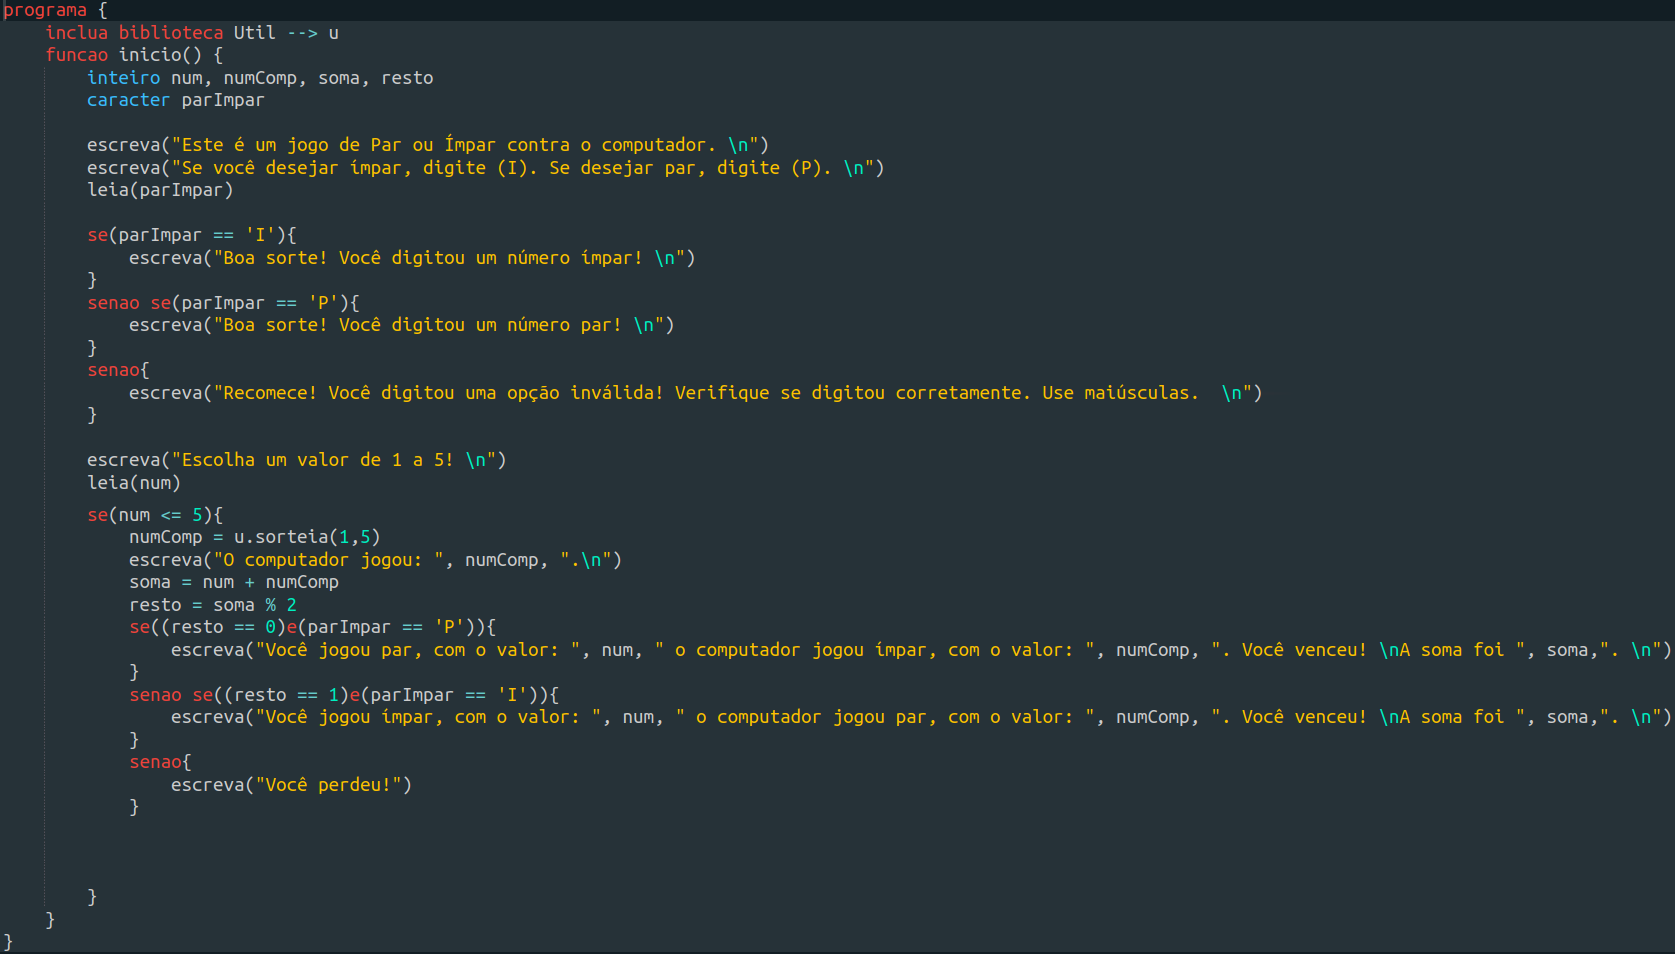 programa {
    inclua biblioteca Util --> u
    funcao inicio() {
        inteiro num, numComp, soma, resto
        caracter parImpar

        escreva("Este é um jogo de Par ou Ímpar contra o computador. \n")
        escreva("Se você desejar ímpar, digite (I). Se desejar par, digite (P). \n")
        leia(parImpar)

        se(parImpar == 'I'){
            escreva("Boa sorte! Você digitou um número ímpar! \n")
        }
        senao se(parImpar == 'P'){
            escreva("Boa sorte! Você digitou um número par! \n")
        }
        senao{
            escreva("Recomece! Você digitou uma opção inválida! Verifique se digitou corretamente. Use maiúsculas.  \n")
        }

        escreva("Escolha um valor de 1 a 5! \n")
        leia(num)
        se(num <= 5){
            numComp = u.sorteia(1,5)
            escreva("O computador jogou: ", numComp, ".\n")
            soma = num + numComp
            resto = soma % 2
            se((resto == 0)e(parImpar == 'P')){
                escreva("Você jogou par, com o valor: ", num, " o computador jogou ímpar, com o valor: ", numComp, ". Você venceu! \nA soma foi ", soma,". \n")
            }
            senao se((resto == 1)e(parImpar == 'I')){
                escreva("Você jogou ímpar, com o valor: ", num, " o computador jogou par, com o valor: ", numComp, ". Você venceu! \nA soma foi ", soma,". \n")
            }
            senao{
                escreva("Você perdeu!")
            }

        }
    }
}